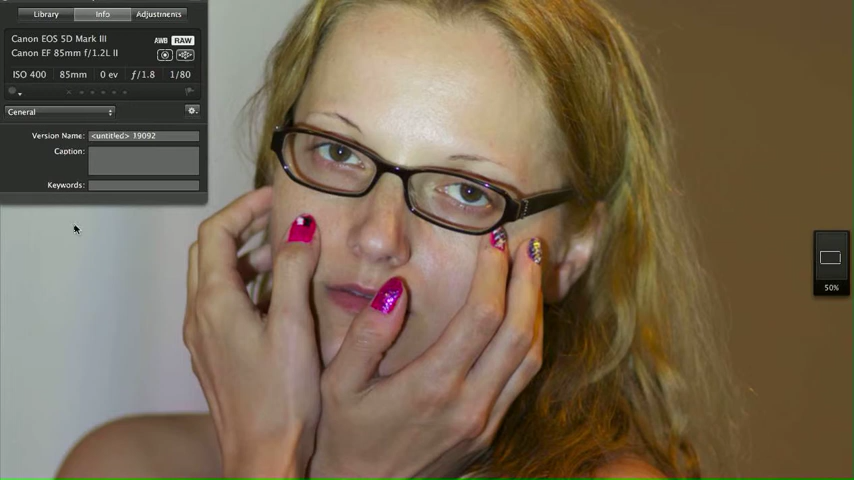 Library Info Adjustments
Canon EOS 5D Mark III AWB RAW
Canon EF 85mm f/1.2L II
ISO 400 85mm 0 ev ƒ/1.8 1/80
General
Version Name: <untitled> 19092
Caption:
Keywords:
50%